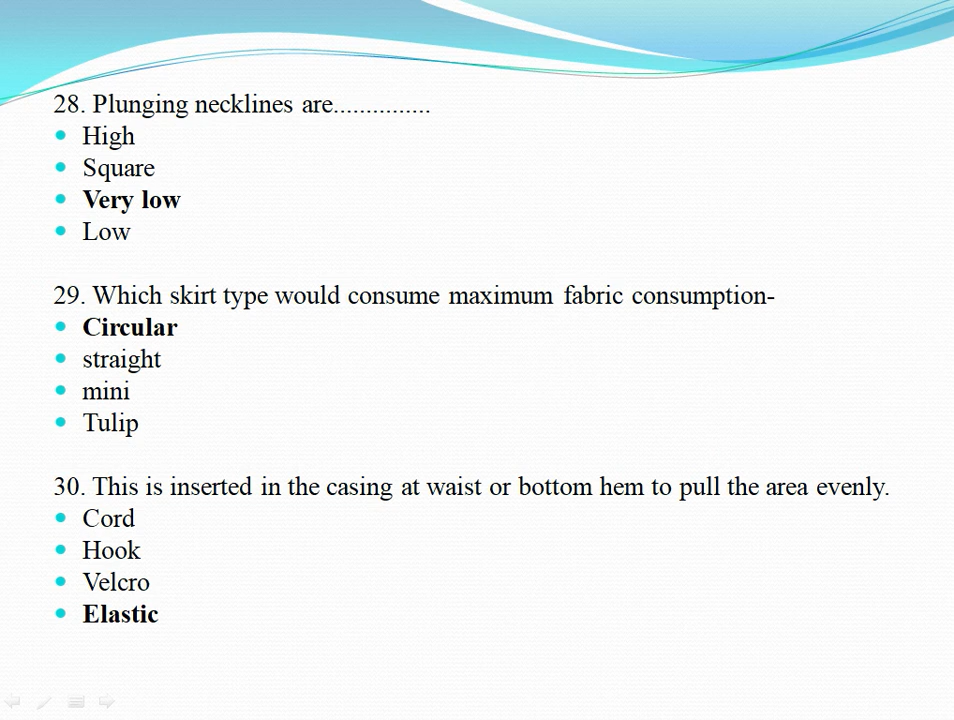 28. Plunging necklines are...............
High
Square
Very low
Low
29. Which skirt type would consume maximum fabric consumption-
Circular
straight
mini
Tulip
30. This is inserted in the casing at waist or bottom hem to pull the area evenly.
Cord
Hook
Velcro
Elastic